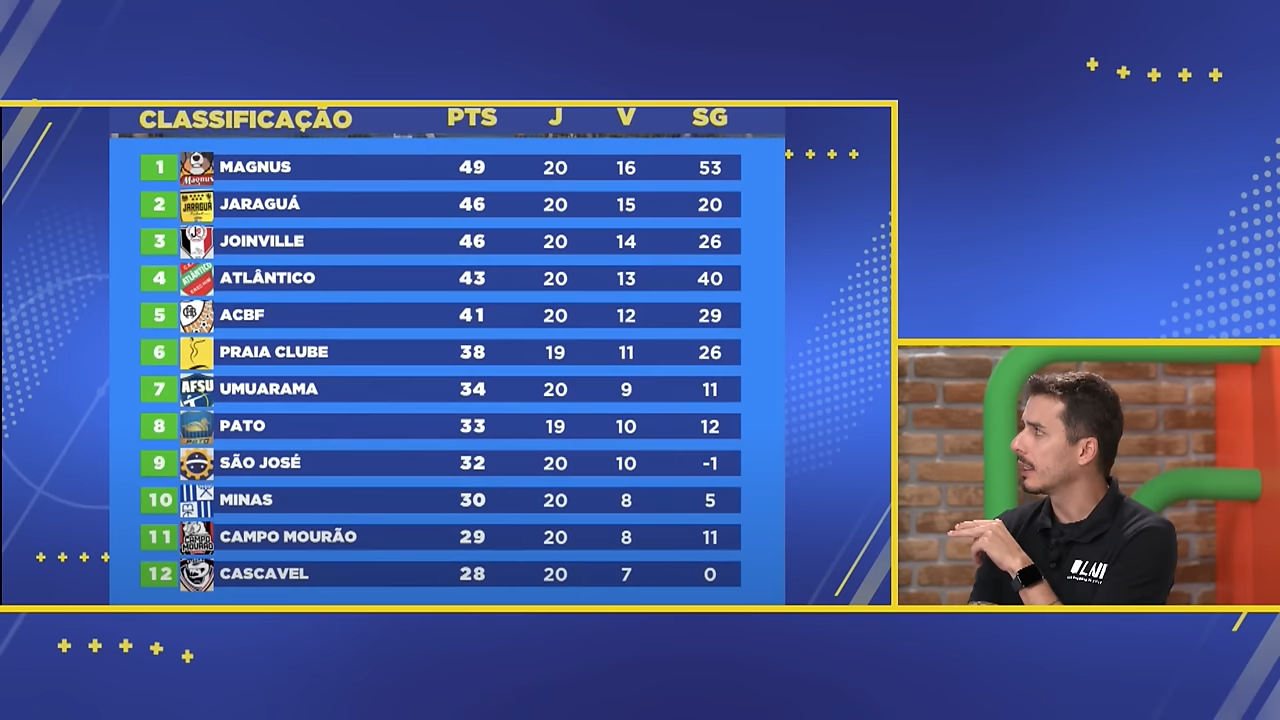 CLASSIFICAÇÃO PTS J V SG
1 MAGNUS 49 20 16 53
2 JARAGUÁ 46 20 15 20
3 JOINVILLE 46 20 14 26
4 ATLÂNTICO 43 20 13 40
5 ACBF 41 20 12 29
6 PRAIA CLUBE 38 19 11 26
7 AFSU UMUARAMA 34 20 9 11
8 PATO 33 19 10 12
9 SÃO JOSÉ 32 20 10 -1
10 MINAS 30 20 8 5
11 CAMPO MOURÃO 29 20 8 11
12 CASCAVEL 28 20 7 0